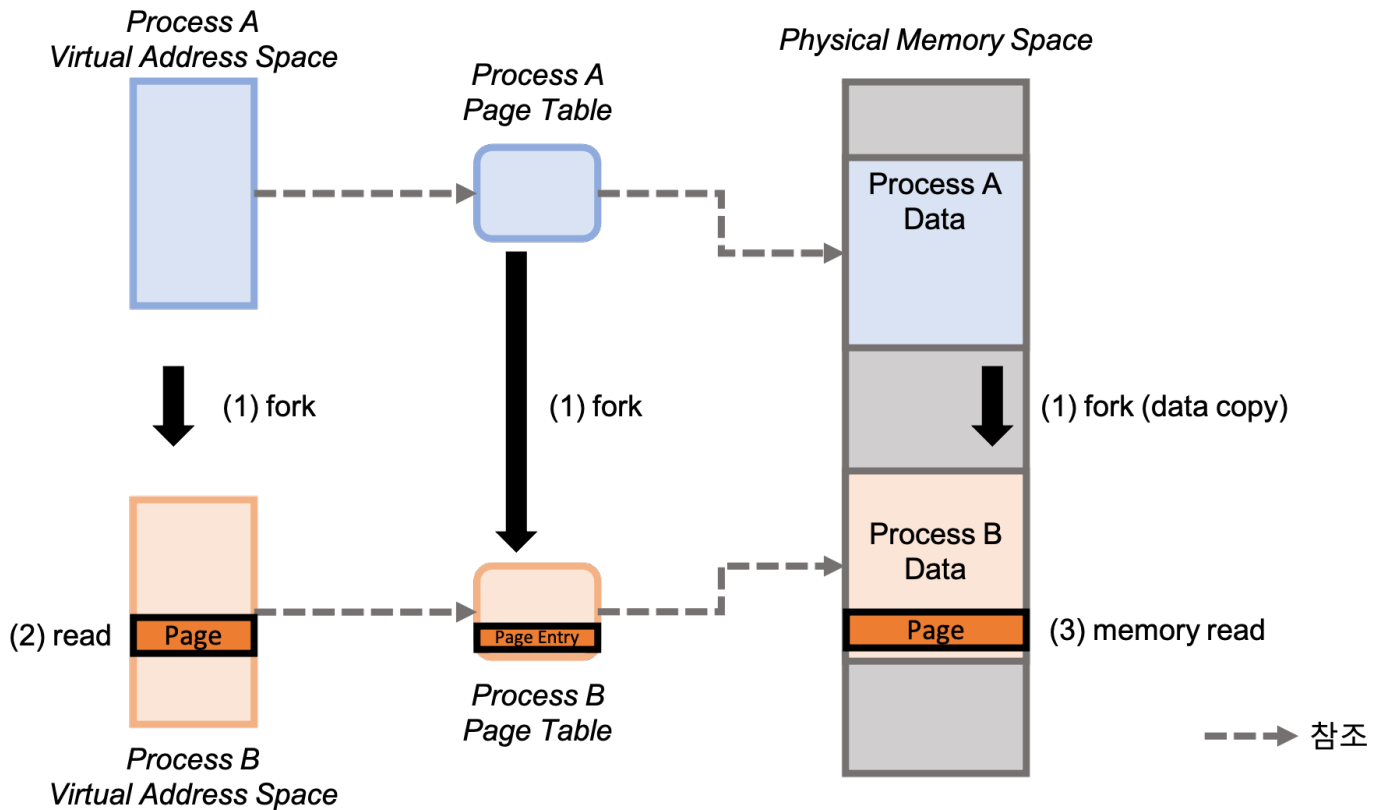 Process A
Virtual Address Space
Process A
Page Table
Physical Memory Space
Process A
Data
(1) fork
(1) fork
(1) fork (data copy)
Process B
Data
(2) read
Page
Page Entry
Page
(3) memory read
Process B
Page Table
Process B
Virtual Address Space
참조